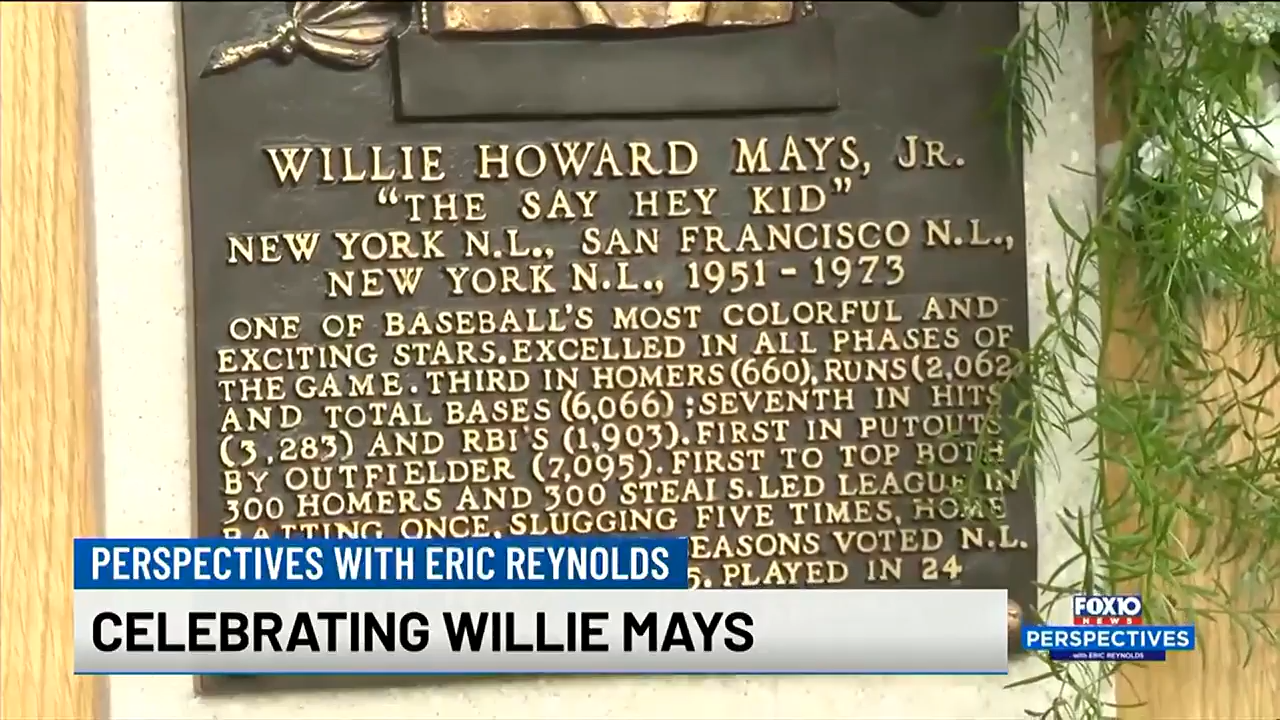 WILLIE HOWARD MAYS, JR.
"THE SAY HEY KID"
NEW YORK N.L., SAN FRANCISCO N.L.,
NEW YORK N.L., 1951 - 1973
ONE OF BASEBALL'S MOST COLORFUL AND
EXCITING STARS. EXCELLED IN ALL PHASES OF
THE GAME. THIRD IN HOMERS (660), RUNS (2,062
AND TOTAL BASES (6,066) ; SEVENTH IN HITS
(3,283) AND RBI'S (1,903). FIRST IN PUTOUTS
BY OUTFIELDER (7,095). FIRST TO TOP BOTH
300 HOMERS AND 300 STEALS. LED LEAGUE IN
BATTING ONCE, SLUGGING FIVE TIMES, HOME
EASONS VOTED N.L.
PLAYED IN 24
PERSPECTIVES WITH ERIC REYNOLDS
CELEBRATING WILLIE MAYS
FOX10
NEWS
PERSPECTIVES
with ERIC REYNOLDS